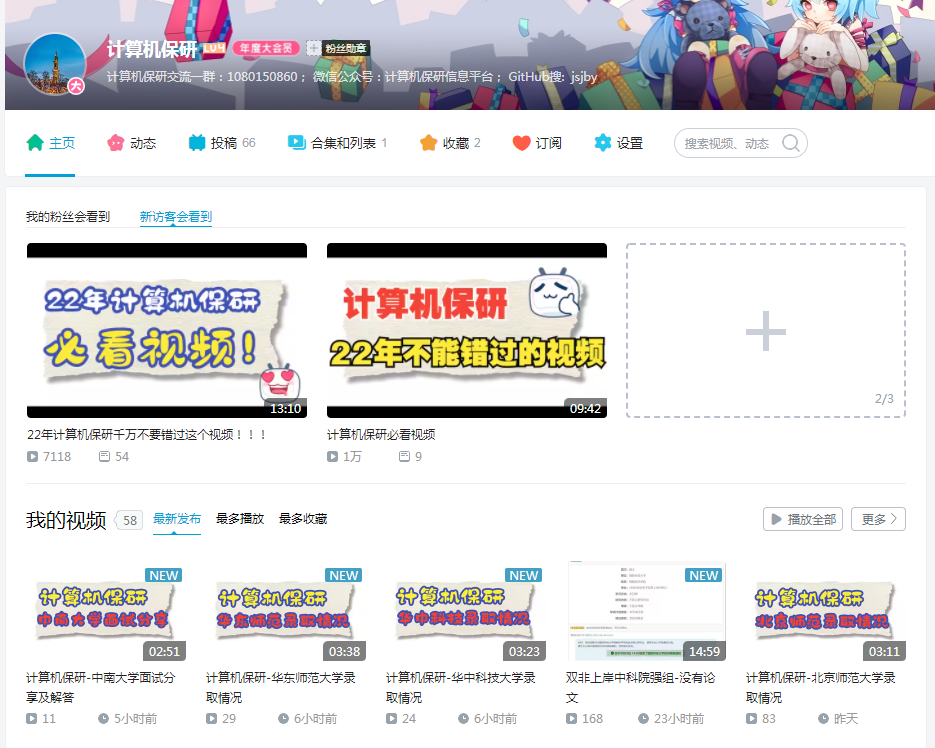 计算机保研 LV4 年度大会员 粉丝勋章
大
计算机保研交流一群：1080150860； 微信公众号：计算机保研信息平台； GitHub搜: jsjby
主页 动态 投稿 66 合集和列表 1 收藏 2 订阅 设置 搜索视频、动态
我的粉丝会看到 新访客会看到
22年计算机保研
必看视频！
13:10
计算机保研
22年不能错过的视频
09:42
2/3
22年计算机保研千万不要错过这个视频！！！
7118 54
计算机保研必看视频
1万 9
我的视频 58 最新发布 最多播放 最多收藏 播放全部 更多
NEW
计算机保研
中南大学面试分享
02:51
计算机保研-中南大学面试分
享及解答
11 5小时前
NEW
计算机保研
华东师范录取情况
03:38
计算机保研-华东师范大学录
取情况
29 6小时前
NEW
计算机保研
华中科技录取情况
03:23
计算机保研-华中科技大学录
取情况
24 6小时前
NEW
14:59
双非上岸中科院强组-没有论
文
168 23小时前
计算机保研
北京师范录取情况
03:11
计算机保研-北京师范大学录
取情况
83 昨天